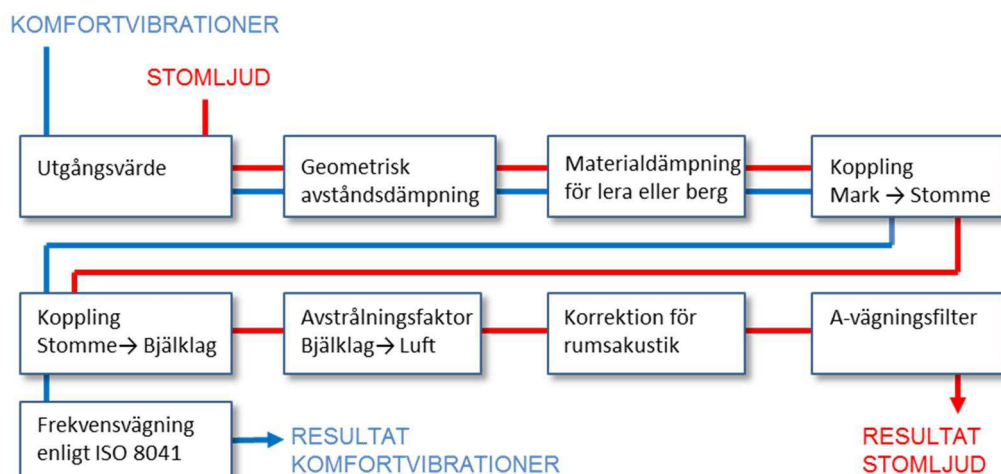 KOMFORTVIBRATIONER
STOMLJUD
Utgångsvärde
Geometrisk
avståndsdämpning
Materialdämpning
för lera eller berg
Koppling
Mark → Stomme
Koppling
Stomme→ Bjälklag
Avstrålningsfaktor
Bjälklag→ Luft
Korrektion för
rumsakustik
A-vägningsfilter
Frekvensvägning
enligt ISO 8041
RESULTAT
KOMFORTVIBRATIONER
RESULTAT
STOMLJUD